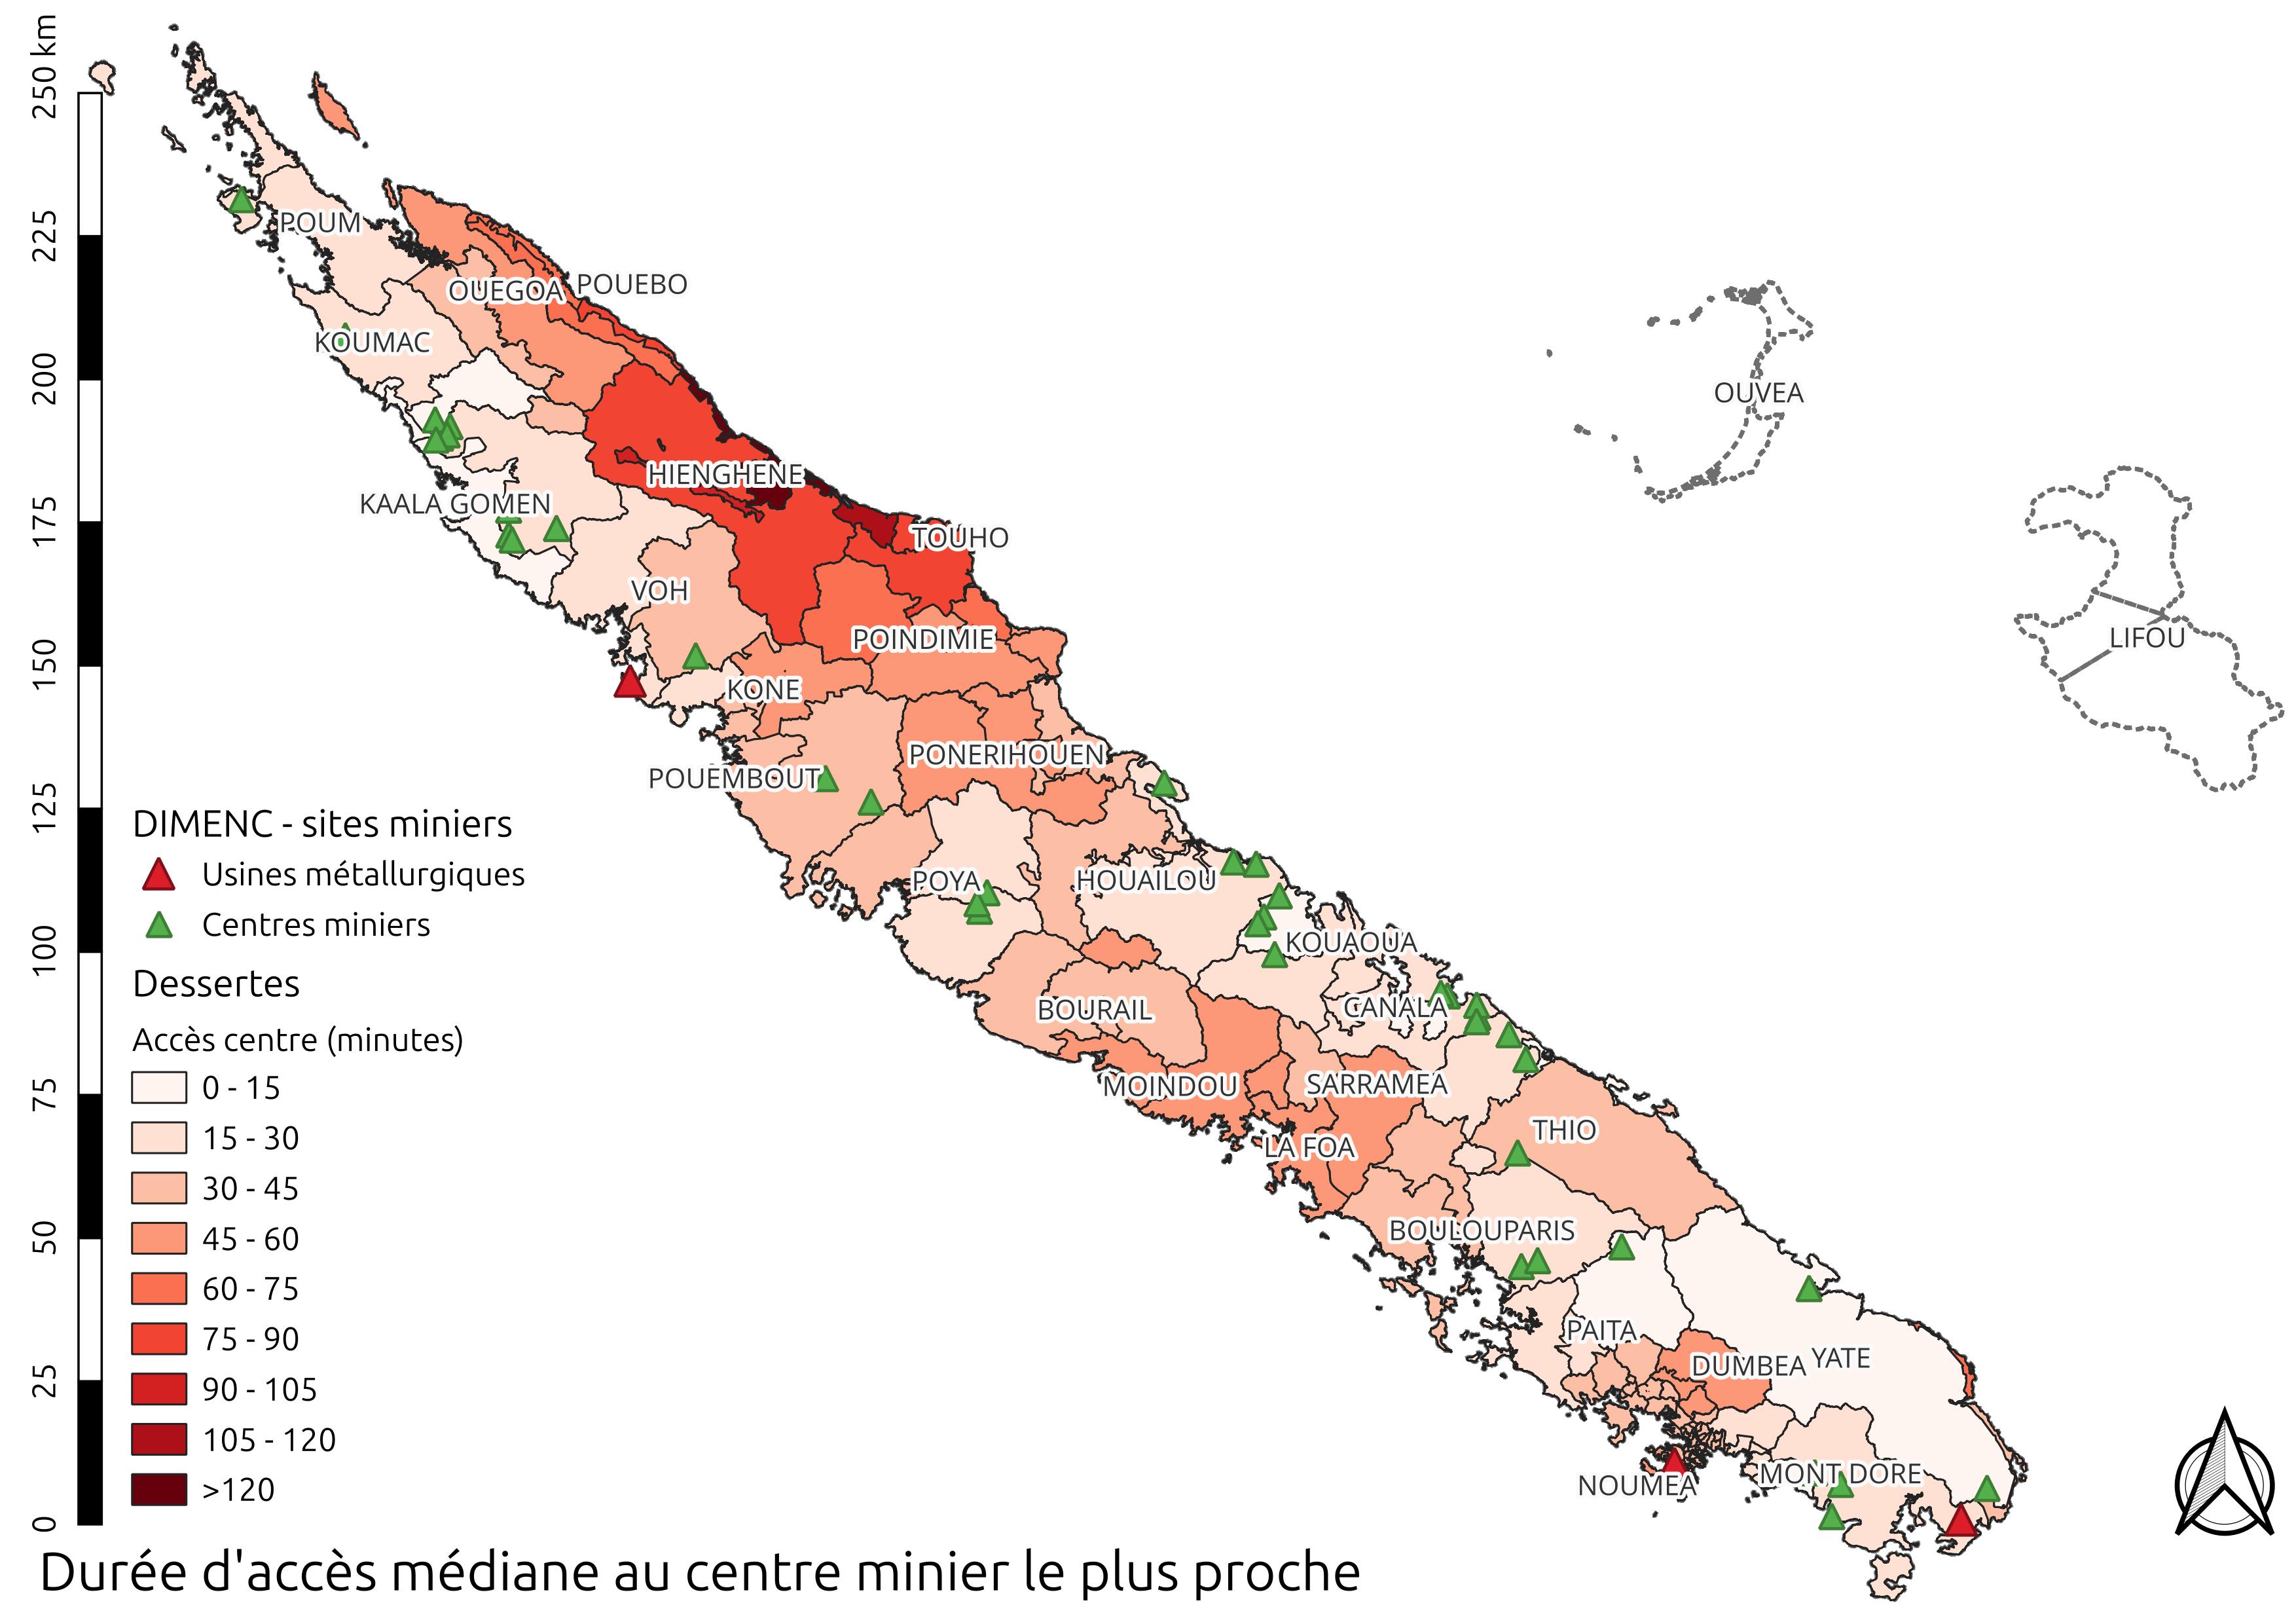 250 km
225
200
175
150
125
100
75
50
25
0
POUM
OUEGOA
POUEBO
KOUMAC
OUVEA
HIENGHENE
KAALA GOMEN
TOUHO
VOH
POINDIMIE
LIFOU
KONE
PONERIHOUEN
POUEMBOUT
POYA
HOUAILOU
KOUAOUA
CANALA
BOURAIL
MOINDOU
SARRAMEA
THIO
LA FOA
BOULOUPARIS
PAITA
DUMBEA
YATE
MONT DORE
NOUMEA
DIMENC - sites miniers
Usines métallurgiques
Centres miniers
Dessertes
Accès centre (minutes)
0 - 15
15 - 30
30 - 45
45 - 60
60 - 75
75 - 90
90 - 105
105 - 120
>120
Durée d'accès médiane au centre minier le plus proche